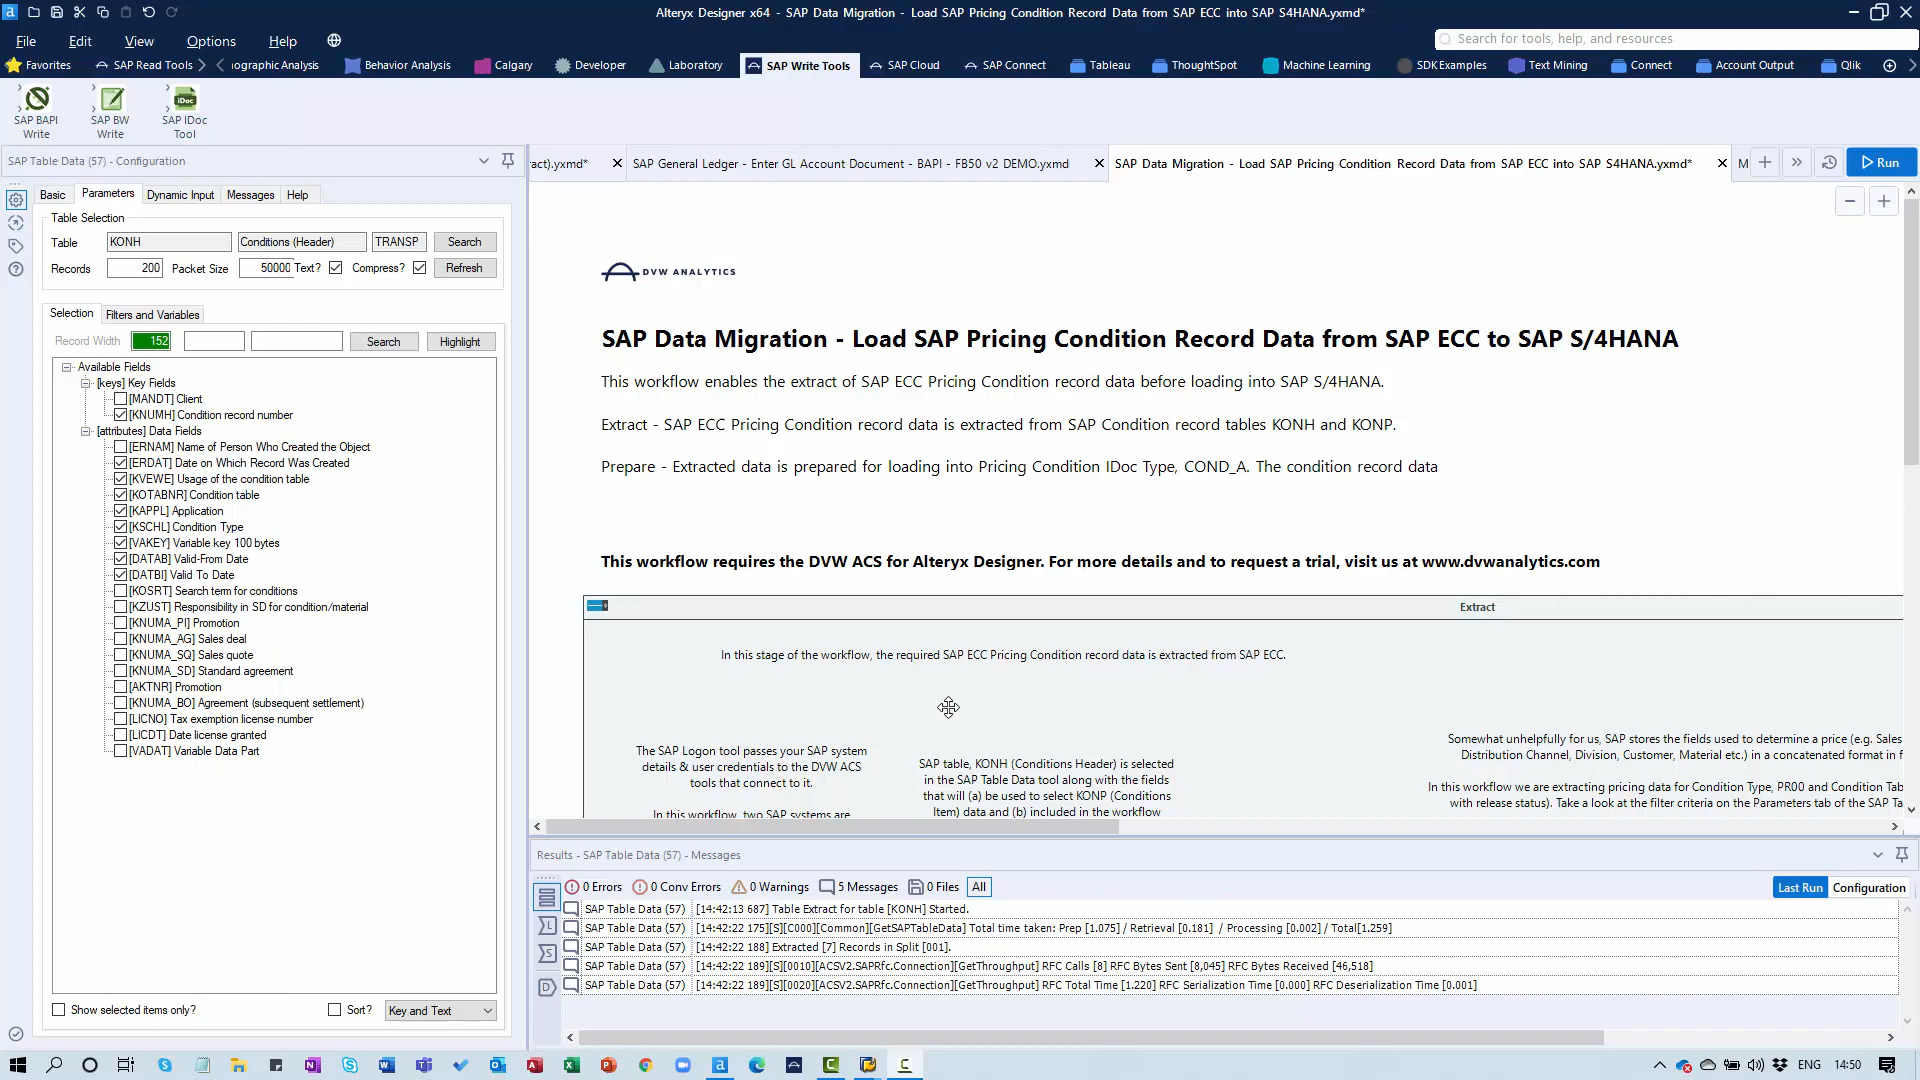 Alteryx Designer x64 - SAP Data Migration - Load SAP Pricing Condition Record Data from SAP ECC into SAP S4HANA.yxmd*
File Edit View Options Help
Search for tools, help, and resources
Favorites SAP Read Tools ographic Analysis Behavior Analysis Calgary Developer Laboratory SAP Write Tools SAP Cloud SAP Connect Tableau ThoughtSpot Machine Learning SDKExamples Text Mining Connect Account Output Qlik
SAP BAPI Write
SAP BW Write
SAP IDoc Tool
SAP Table Data (57) - Configuration
Basic Parameters Dynamic Input Messages Help
Table Selection
Table KONH Conditions (Header) TRANSP Search
Records 200 Packet Size 50000 Text? Compress? Refresh
Selection Filters and Variables
Record Width 152 Search Highlight
Available Fields
[keys] Key Fields
[MANDT] Client
[KNUMH] Condition record number
[attributes] Data Fields
[ERNAM] Name of Person Who Created the Object
[ERDAT] Date on Which Record Was Created
[KVEWE] Usage of the condition table
[KOTABNR] Condition table
[KAPPL] Application
[KSCHL] Condition Type
[VAKEY] Variable key 100 bytes
[DATAB] Valid-From Date
[DATBI] Valid To Date
[KOSRT] Search term for conditions
[KZUST] Responsibility in SD for condition/material
[KNUMA_PI] Promotion
[KNUMA_AG] Sales deal
[KNUMA_SQ] Sales quote
[KNUMA_SD] Standard agreement
[AKTNR] Promotion
[KNUMA_BO] Agreement (subsequent settlement)
[LICNO] Tax exemption license number
[LICDT] Date license granted
[VADAT] Variable Data Part
Show selected items only? Sort? Key and Text
ract).yxmd* SAP General Ledger - Enter GL Account Document - BAPI - FB50 v2 DEMO.yxmd SAP Data Migration - Load SAP Pricing Condition Record Data from SAP ECC into SAP S4HANA.yxmd* M Run
DVW ANALYTICS
SAP Data Migration - Load SAP Pricing Condition Record Data from SAP ECC to SAP S/4HANA
This workflow enables the extract of SAP ECC Pricing Condition record data before loading into SAP S/4HANA.
Extract - SAP ECC Pricing Condition record data is extracted from SAP Condition record tables KONH and KONP.
Prepare - Extracted data is prepared for loading into Pricing Condition IDoc Type, COND_A. The condition record data
This workflow requires the DVW ACS for Alteryx Designer. For more details and to request a trial, visit us at www.dvwanalytics.com
Extract
In this stage of the workflow, the required SAP ECC Pricing Condition record data is extracted from SAP ECC.
The SAP Logon tool passes your SAP system
details & user credentials to the DVW ACS
tools that connect to it.
In this workflow, two SAP systems are
SAP table, KONH (Conditions Header) is selected
in the SAP Table Data tool along with the fields
that will (a) be used to select KONP (Conditions
Item) data and (b) included in the workflow
Somewhat unhelpfully for us, SAP stores the fields used to determine a price (e.g. Sales
Distribution Channel, Division, Customer, Material etc.) in a concatenated format in f
In this workflow we are extracting pricing data for Condition Type, PR00 and Condition Tab
with release status). Take a look at the filter criteria on the Parameters tab of the SAP Ta
Results - SAP Table Data (57) - Messages
0 Errors 0 Conv Errors 0 Warnings 5 Messages 0 Files All Last Run Configuration
SAP Table Data (57) [14:42:13 687] Table Extract for table [KONH] Started.
SAP Table Data (57) [14:42:22 175][S][C000][Common][GetSAPTableData] Total time taken: Prep [1.075] / Retrieval [0.181] / Processing [0.002] / Total[1.259]
SAP Table Data (57) [14:42:22 188] Extracted [7] Records in Split [001].
SAP Table Data (57) [14:42:22 189][S][0010][ACSV2.SAPRfc.Connection][GetThroughput] RFC Calls [8] RFC Bytes Sent [8,045] RFC Bytes Received [46,518]
SAP Table Data (57) [14:42:22 189][S][0020][ACSV2.SAPRfc.Connection][GetThroughput] RFC Total Time [1.220] RFC Serialization Time [0.000] RFC Deserialization Time [0.001]
ENG 14:50